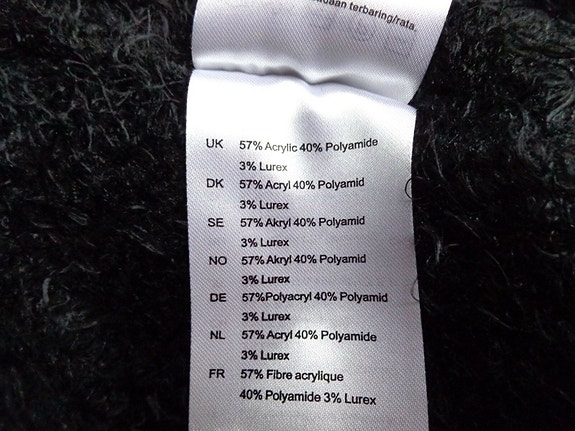 terbaring/rata.
UK 57% Acrylic 40% Polyamide
3% Lurex
DK 57% Acryl 40% Polyamid
3% Lurex
SE 57% Akryl 40% Polyamid
3% Lurex
NO 57% Akryl 40% Polyamid
3% Lurex
DE 57%Polyacryl 40% Polyamid
3% Lurex
NL 57% Acryl 40% Polyamide
3% Lurex
FR 57% Fibre acrylique
40% Polyamide 3% Lurex